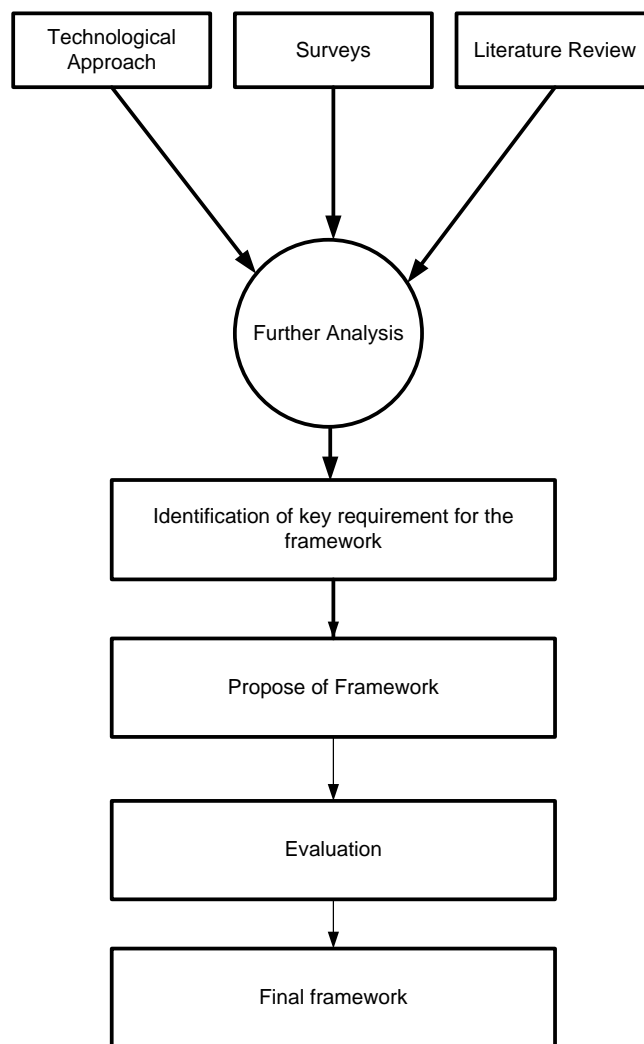 Technological
Approach
Surveys
Literature Review
Further Analysis
Identification of key requirement for the
framework
Propose of Framework
Evaluation
Final framework